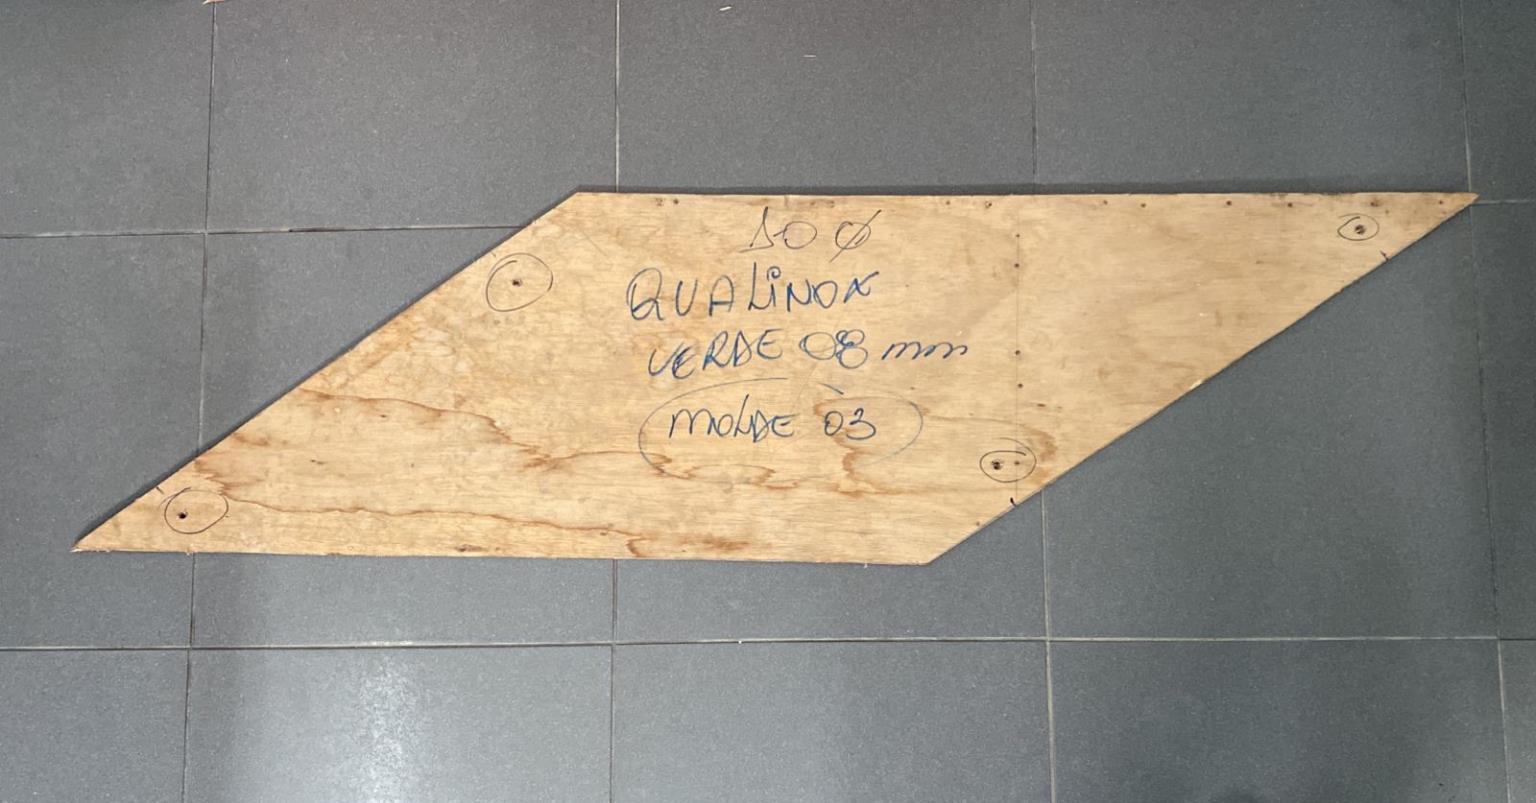 10 Ø
QUALiNOX
VERDE 08 mm
MOLDE 03